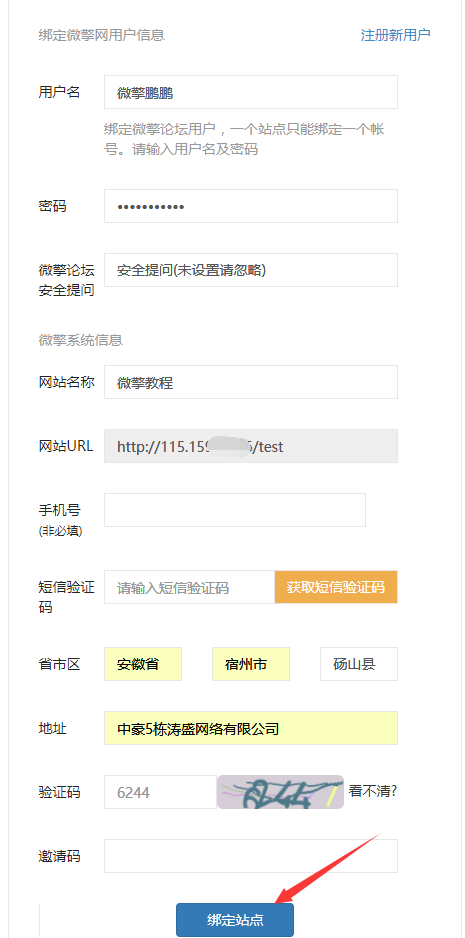 绑定微擎网用户信息 注册新用户
用户名 微擎鹏鹏
绑定微擎论坛用户，一个站点只能绑定一个帐
号。请输入用户名及密码
密码 •••••••••••
微擎论坛
安全提问 安全提问(未设置请忽略)
微擎系统信息
网站名称 微擎教程
网站URL http://115.159 6/test
手机号
(非必填)
短信验证
码 请输入短信验证码 获取短信验证码
省市区 安徽省 宿州市 砀山县
地址 中豪5栋涛盛网络有限公司
验证码 6244 看不清?
邀请码
绑定站点